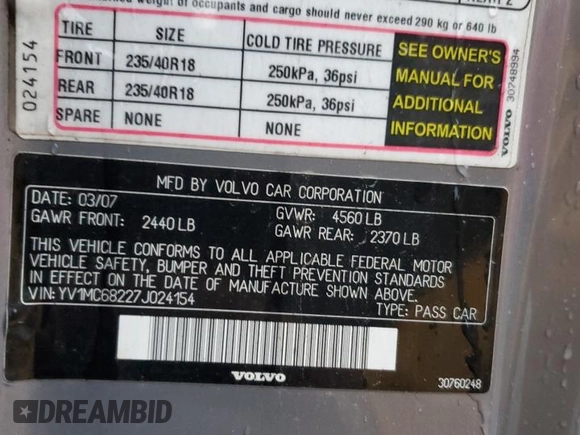 weight of occupants and cargo should never exceed 290 kg or 640 lb
TIRE SIZE COLD TIRE PRESSURE
FRONT 235/40R18 250kPa, 36psi
REAR 235/40R18 250kPa, 36psi
SPARE NONE NONE
SEE OWNER'S
MANUAL FOR
ADDITIONAL
INFORMATION
024154
VOLVO 30748994
MFD BY VOLVO CAR CORPORATION
DATE: 03/07 GVWR: 4560 LB
GAWR FRONT: 2440 LB GAWR REAR: 2370 LB
THIS VEHICLE CONFORMS TO ALL APPLICABLE FEDERAL MOTOR
VEHICLE SAFETY, BUMPER AND THEFT PREVENTION STANDARDS
IN EFFECT ON THE DATE OF MANUFACTURE SHOWN ABOVE.
VIN: YV1MC68227J024154 TYPE: PASS CAR
VOLVO
30760248
DREAMBID